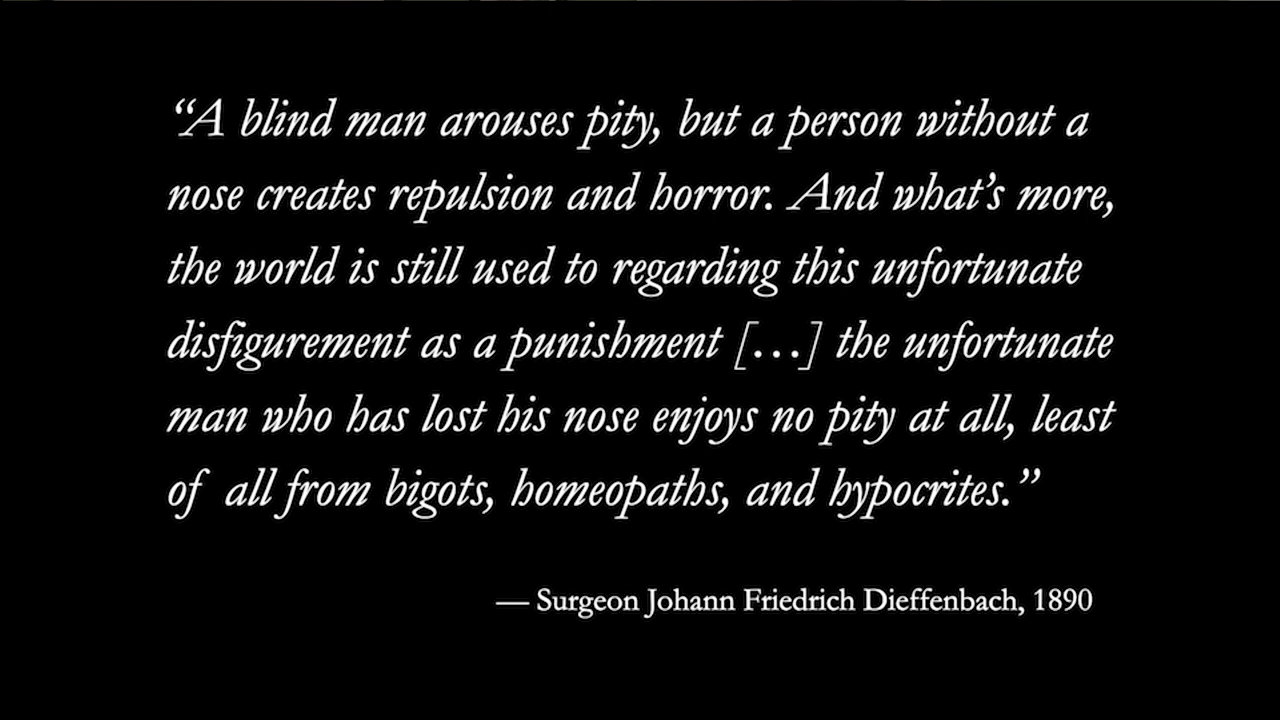 “A blind man arouses pity, but a person without a
nose creates repulsion and horror. And what’s more,
the world is still used to regarding this unfortunate
disfigurement as a punishment […] the unfortunate
man who has lost his nose enjoys no pity at all, least
of all from bigots, homeopaths, and hypocrites.”
— Surgeon Johann Friedrich Dieffenbach, 1890